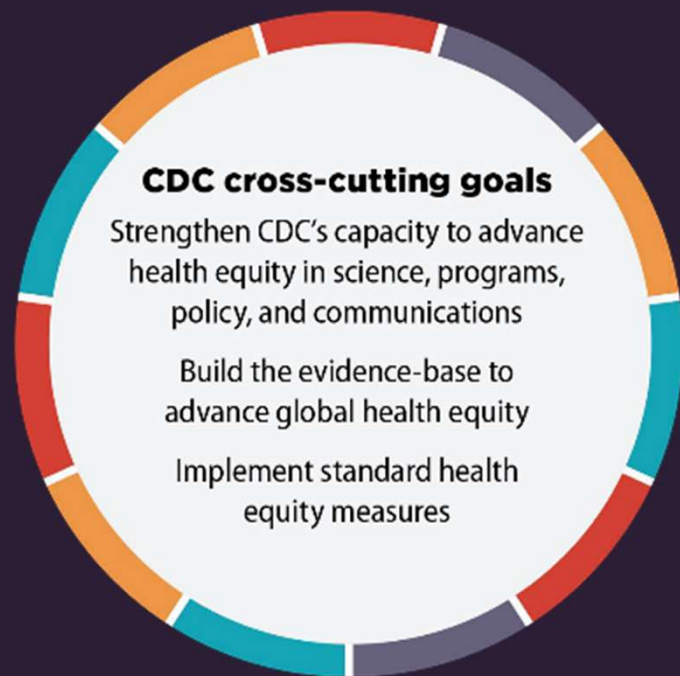 CDC cross-cutting goals
Strengthen CDC's capacity to advance
health equity in science, programs,
policy, and communications
Build the evidence-base to
advance global health equity
Implement standard health
equity measures